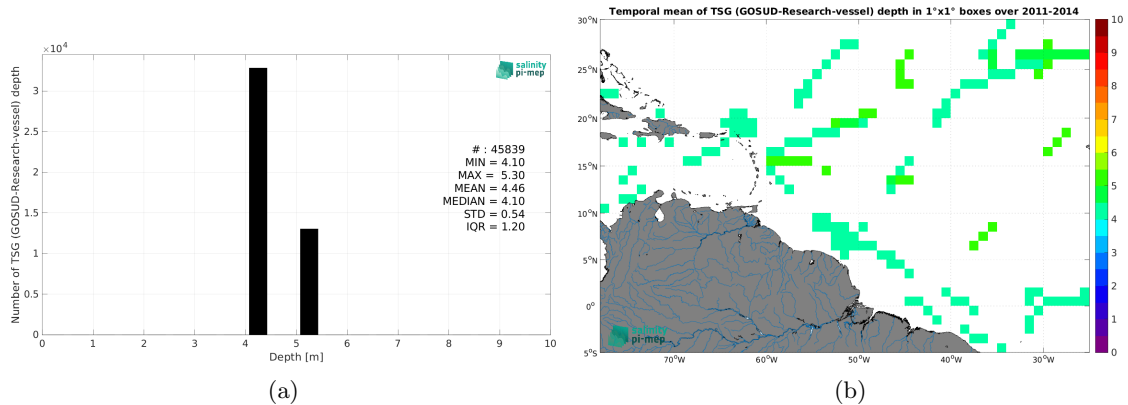 ×10⁴
3
2.5
2
1.5
1
0.5
0
Number of TSG (GOSUD-Research-vessel) depth
salinity
pi-mep
# : 45839
MIN = 4.10
MAX = 5.30
MEAN = 4.46
MEDIAN = 4.10
STD = 0.54
IQR = 1.20
0 1 2 3 4 5 6 7 8 9 10
Depth [m]
(a)
Temporal mean of TSG (GOSUD-Research-vessel) depth in 1°x1° boxes over 2011-2014
30°N
25°N
20°N
15°N
10°N
5°N
0°
5°S
70°W 60°W 50°W 40°W 30°W
salinity
pi-mep
10
9
8
7
6
5
4
3
2
1
0
(b)